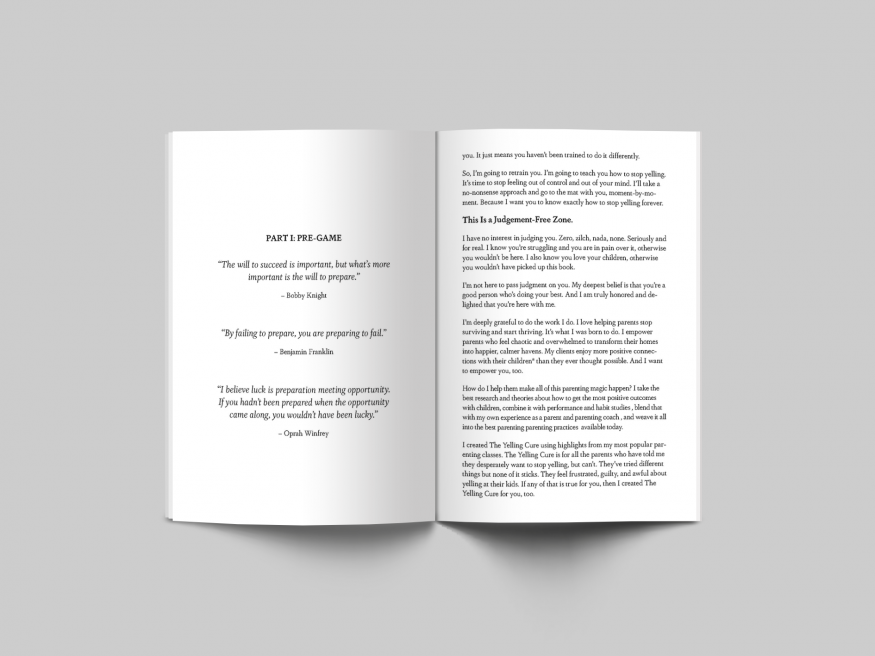 PART I: PRE-GAME
“The will to succeed is important, but what’s more
important is the will to prepare.”
– Bobby Knight
“By failing to prepare, you are preparing to fail.”
– Benjamin Franklin
“I believe luck is preparation meeting opportunity.
If you hadn’t been prepared when the opportunity
came along, you wouldn’t have been lucky.”
– Oprah Winfrey
you. It just means you haven’t been trained to do it differently.
So, I’m going to retrain you. I’m going to teach you how to stop yelling.
It’s time to stop feeling out of control and out of your mind. I’ll take a
no-nonsense approach and go to the mat with you, moment-by-mo-
ment. Because I want you to know exactly how to stop yelling forever.
This Is a Judgement-Free Zone.
I have no interest in judging you. Zero, zilch, nada, none. Seriously and
for real. I know you’re struggling and you are in pain over it, otherwise
you wouldn’t be here. I also know you love your children, otherwise
you wouldn’t have picked up this book.
I’m not here to pass judgment on you. My deepest belief is that you’re a
good person who’s doing your best. And I am truly honored and de-
lighted that you’re here with me.
I’m deeply grateful to do the work I do. I love helping parents stop
surviving and start thriving. It’s what I was born to do. I empower
parents who feel chaotic and overwhelmed to transform their homes
into happier, calmer havens. My clients enjoy more positive connec-
tions with their children* than they ever thought possible. And I want
to empower you, too.
How do I help them make all of this parenting magic happen? I take the
best research and theories about how to get the most positive outcomes
with children, combine it with performance and habit studies , blend that
with my own experience as a parent and parenting coach , and weave it all
into the best parenting parenting practices available today.
I created The Yelling Cure using highlights from my most popular par-
enting classes. The Yelling Cure is for all the parents who have told me
they desperately want to stop yelling, but can’t. They’ve tried different
things but none of it sticks. They feel frustrated, guilty, and awful about
yelling at their kids. If any of that is true for you, then I created The
Yelling Cure for you, too.